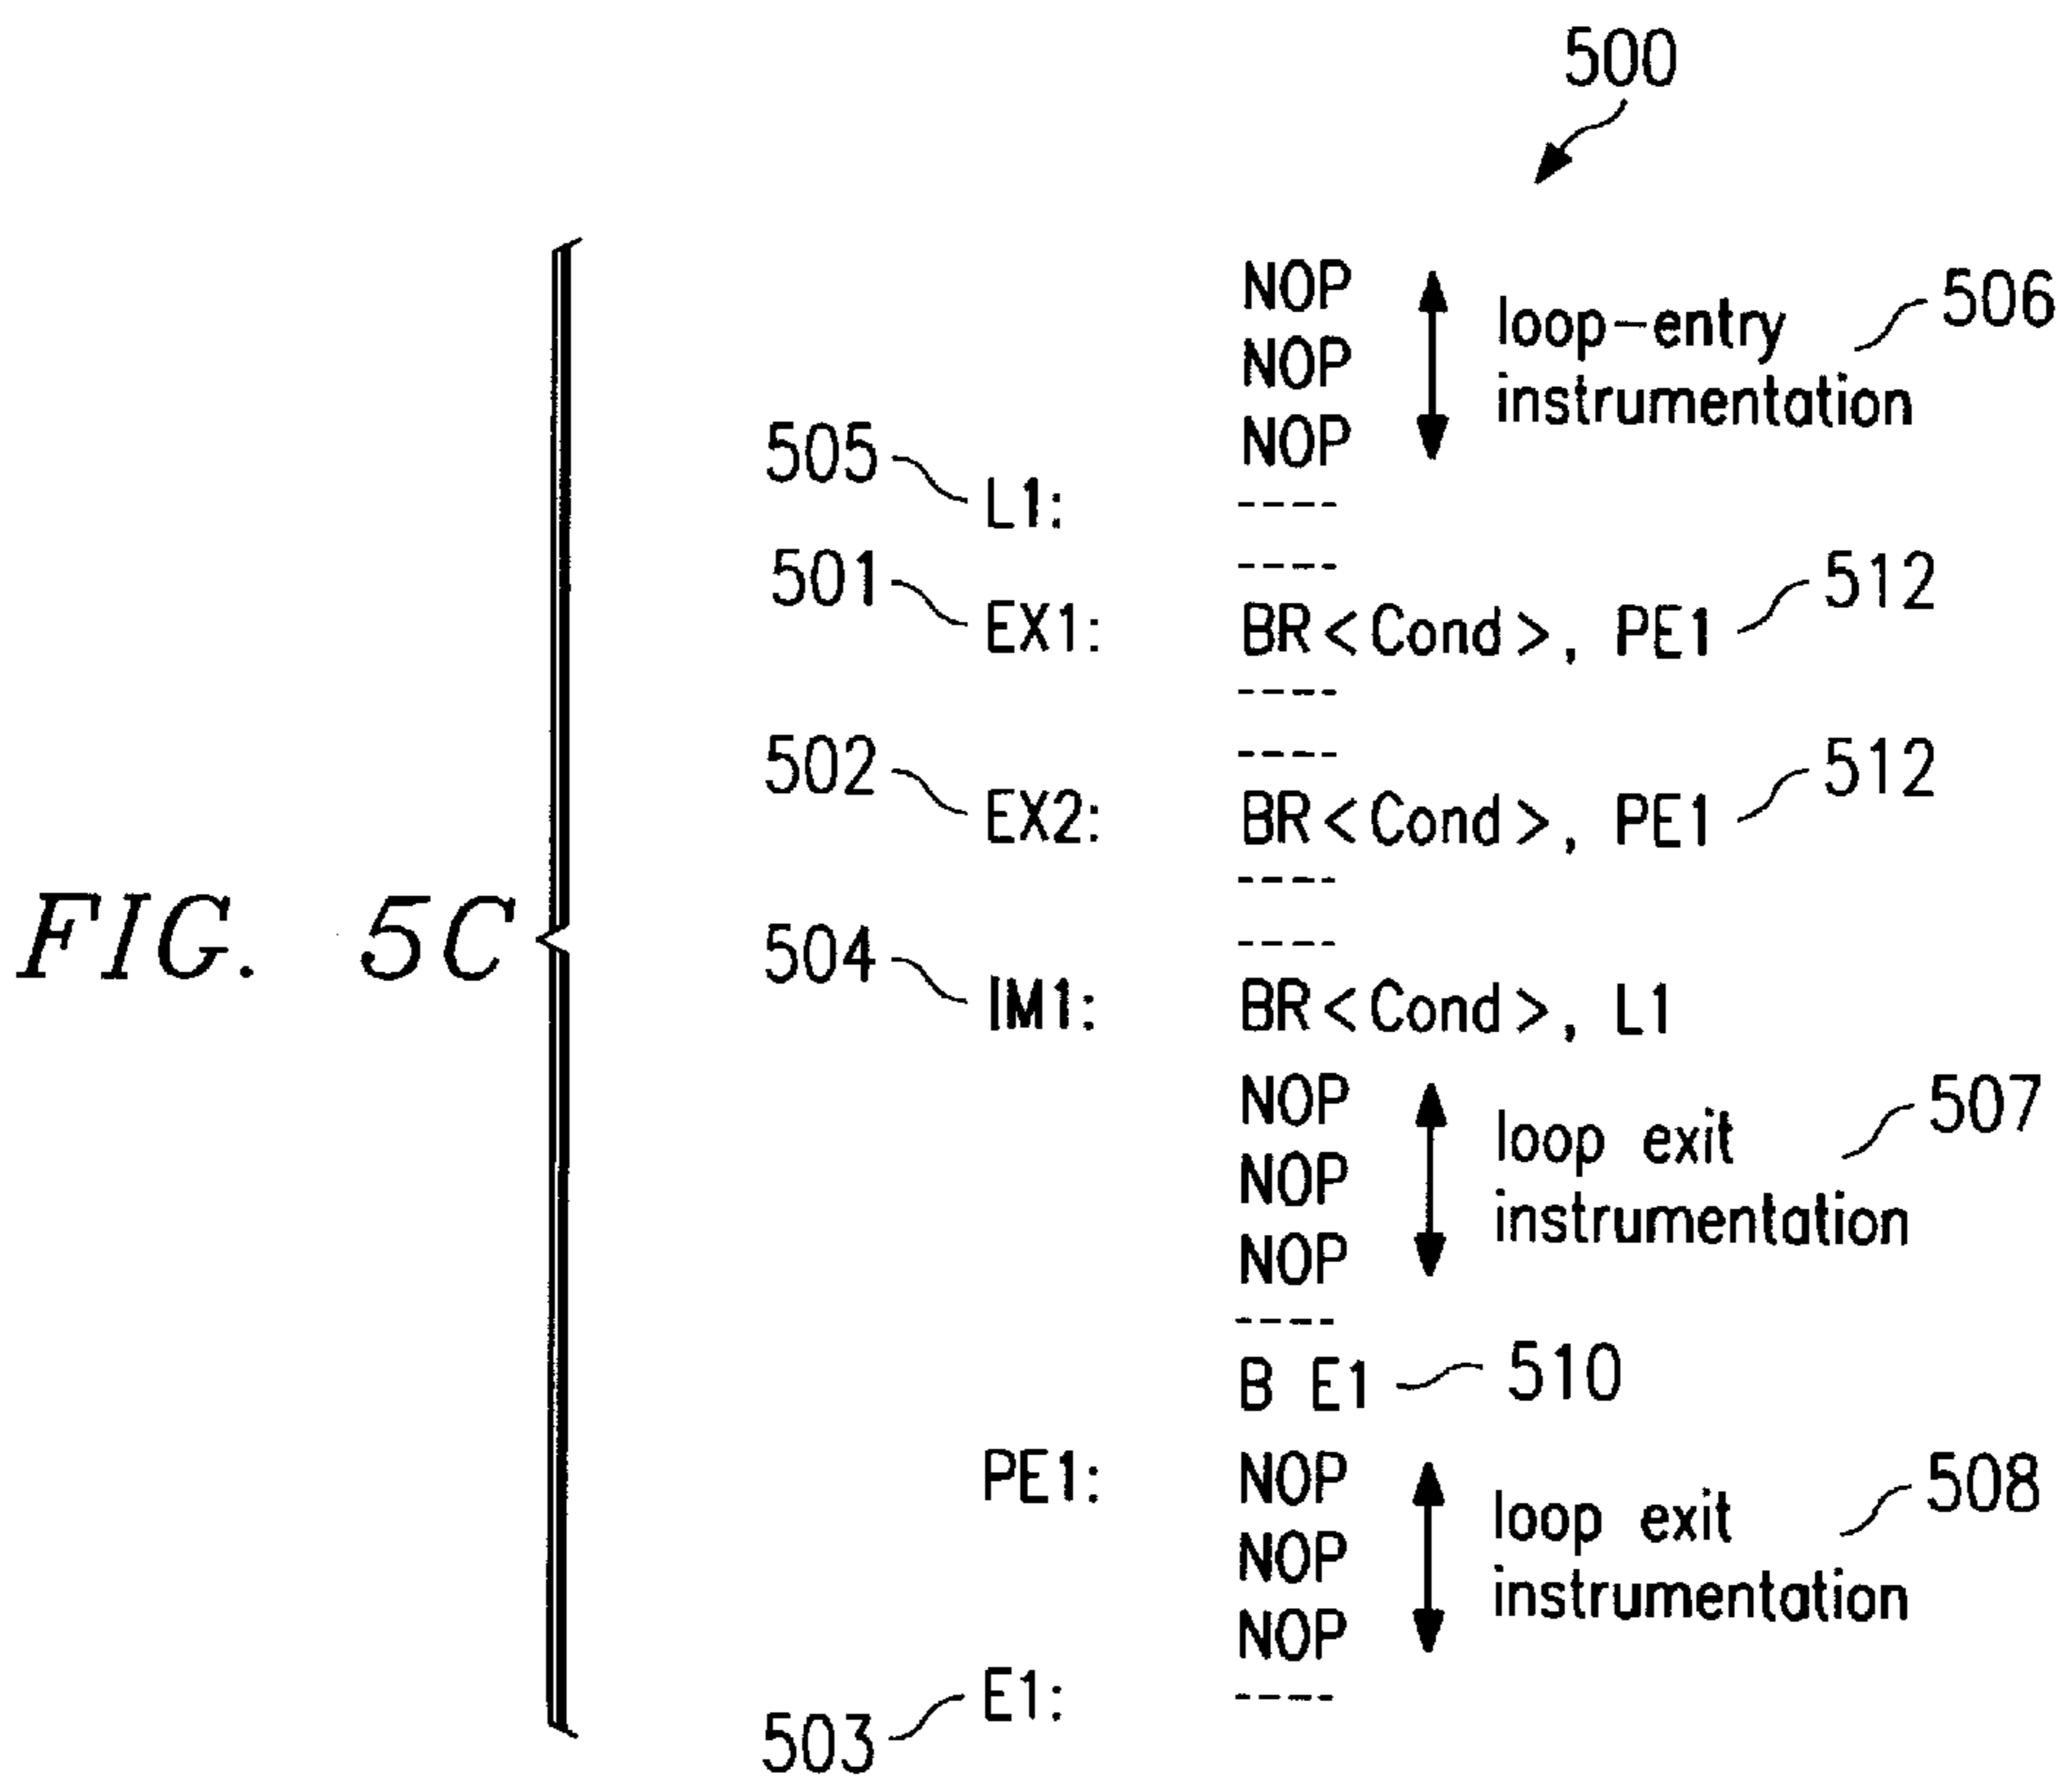 500
NOP
loop-entry 506
NOP
instrumentation
NOP
505
L1: ----
----
501 512
EX1: BR<Cond>, PE1
----
----
502 512
EX2: BR<Cond>, PE1
----
FIG. 5C
----
504
IM1: BR<Cond>, L1
NOP
loop exit 507
NOP
instrumentation
NOP
----
B E1 510
PE1: NOP
loop exit 508
NOP
instrumentation
NOP
E1: ----
503